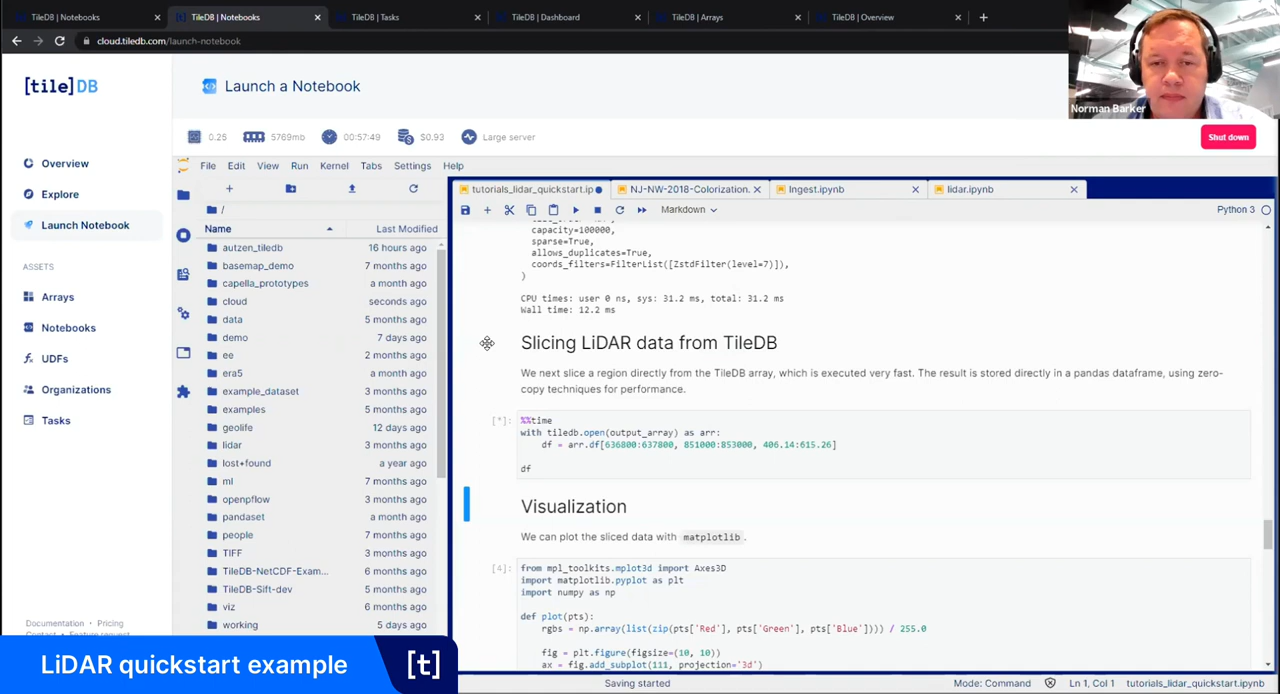 TileDB | Notebooks
TileDB | Notebooks
TileDB | Tasks
TileDB | Dashboard
TileDB | Arrays
TileDB | Overview
cloud.tiledb.com/launch-notebook
[tile]DB
Launch a Notebook
Norman Barker
0.25
5769mb
00:57:49
$0.93
Large server
Shut down
Overview
Explore
Launch Notebook
ASSETS
Arrays
Notebooks
UDFs
Organizations
Tasks
Documentation · Pricing
Contact · Feature request
File Edit View Run Kernel Tabs Settings Help
/
Name Last Modified
autzen_tiledb 16 hours ago
basemap_demo 7 months ago
capella_prototypes a month ago
cloud seconds ago
data 5 months ago
demo 7 days ago
ee 2 months ago
era5 a month ago
example_dataset 3 months ago
examples 5 months ago
geolife 12 days ago
lidar 3 months ago
lost+found a year ago
ml 7 months ago
openpflow 3 months ago
pandaset a month ago
people 7 months ago
TIFF 3 months ago
TileDB-NetCDF-Exam... 6 months ago
TileDB-Sift-dev 5 months ago
viz 6 months ago
working 5 days ago
tutorials_lidar_quickstart.ip
NJ-NW-2018-Colorization.
Ingest.ipynb
lidar.ipynb
Markdown
Python 3
capacity=100000,
sparse=True,
allows_duplicates=True,
coords_filters=FilterList([ZstdFilter(level=7)]),
)
CPU times: user 0 ns, sys: 31.2 ms, total: 31.2 ms
Wall time: 12.2 ms
Slicing LiDAR data from TileDB
We next slice a region directly from the TileDB array, which is executed very fast. The result is stored directly in a pandas dataframe, using zero-
copy techniques for performance.
[*]:
%%time
with tiledb.open(output_array) as arr:
df = arr.df[636800:637800, 851000:853000, 406.14:615.26]
df
Visualization
We can plot the sliced data with matplotlib.
[4]:
from mpl_toolkits.mplot3d import Axes3D
import matplotlib.pyplot as plt
import numpy as np
def plot(pts):
rgbs = np.array(list(zip(pts['Red'], pts['Green'], pts['Blue']))) / 255.0
fig = plt.figure(figsize=(10, 10))
ax = fig.add_subplot(111, projection='3d')
LiDAR quickstart example
[t]
Saving started
Mode: Command
Ln 1, Col 1
tutorials_lidar_quickstart.ipynb